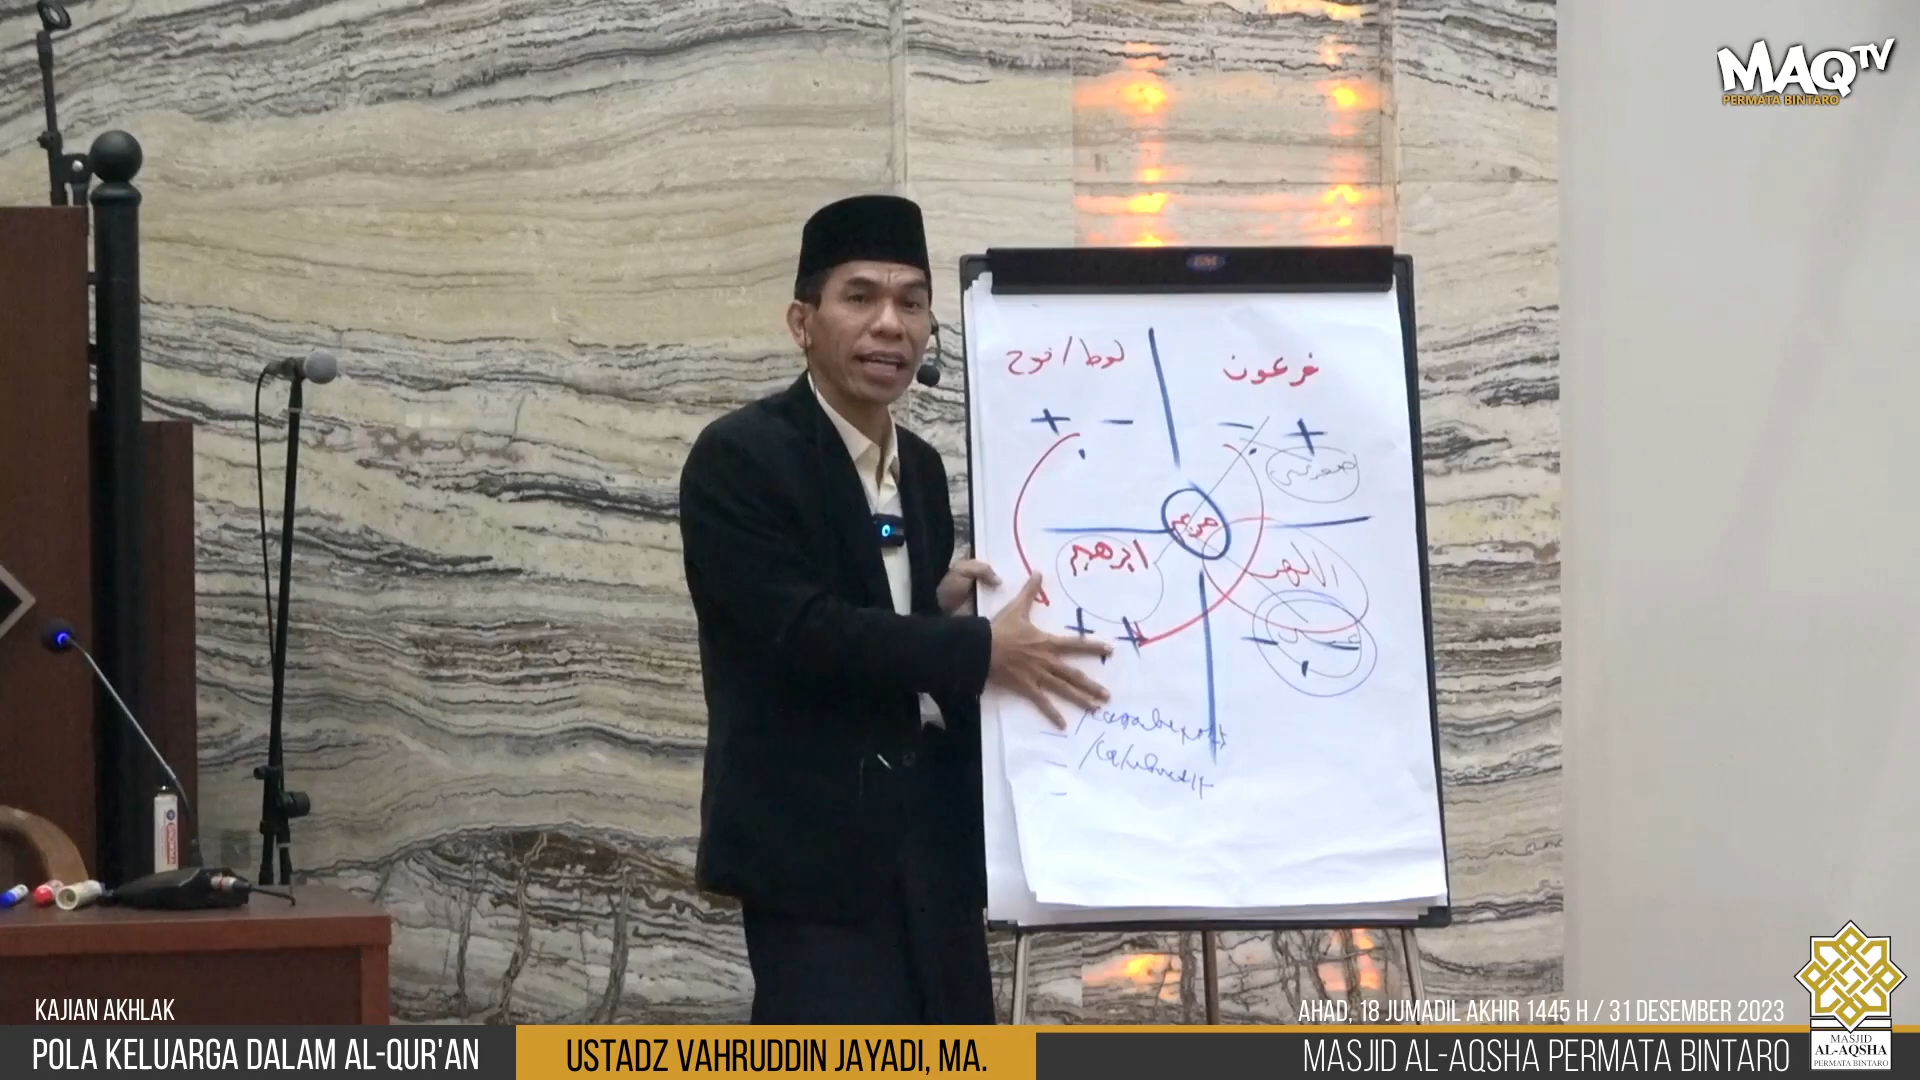 MAQTV
PERMATA BINTARO
لوط / نوح
فرعون
+ -
- +
مريم
ابرهيم
+ +
KAJIAN AKHLAK
AHAD, 18 JUMADIL AKHIR 1445 H / 31 DESEMBER 2023
POLA KELUARGA DALAM AL-QUR'AN
USTADZ VAHRUDDIN JAYADI, MA.
MASJID AL-AQSHA PERMATA BINTARO
MASJID
AL-AQSHA
PERMATA BINTARO